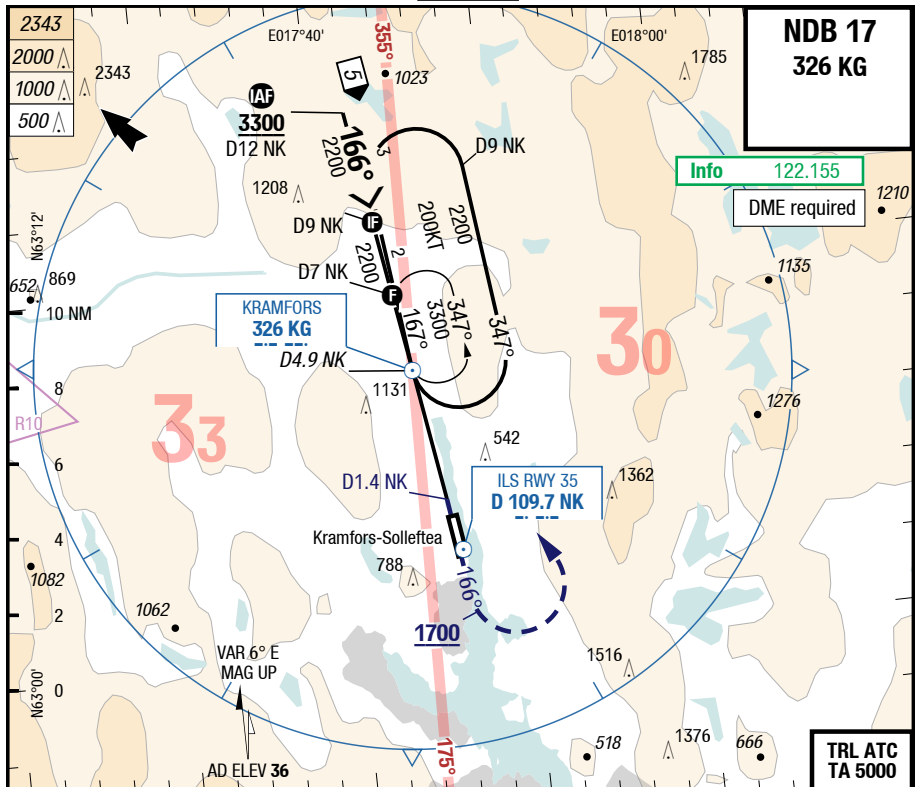 2343
2000
1000
500
2343
IAF
3300
D12 NK
E017°40'
355°
5
1023
E018°00'
1785
NDB 17
326 KG
Info 122.155
DME required
1210
166°
2200
3
D9 NK
1208
D9 NK
IF
2200
200KT
2200
2
D7 NK
F
N63°12'
652
869
10 NM
1135
KRAMFORS
326 KG
167°
3300
347°
347°
30
D4.9 NK
8
1131
R10
33
1276
6
542
D1.4 NK
ILS RWY 35
D 109.7 NK
1362
4
Kramfors-Solleftea
788
166°
1082
2
1062
1700
VAR 6° E
MAG UP
1516
N63°00'
0
518
1376
666
175°
AD ELEV 36
TRL ATC
TA 5000